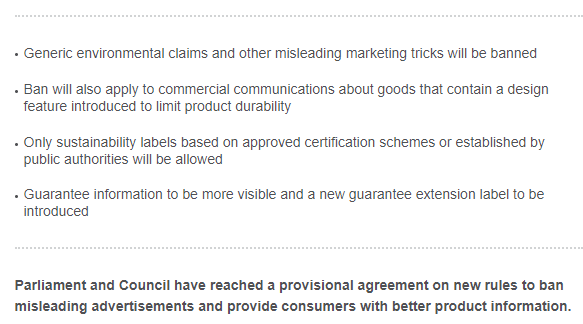 • Generic environmental claims and other misleading marketing tricks will be banned
• Ban will also apply to commercial communications about goods that contain a design
feature introduced to limit product durability
• Only sustainability labels based on approved certification schemes or established by
public authorities will be allowed
• Guarantee information to be more visible and a new guarantee extension label to be
introduced
Parliament and Council have reached a provisional agreement on new rules to ban
misleading advertisements and provide consumers with better product information.